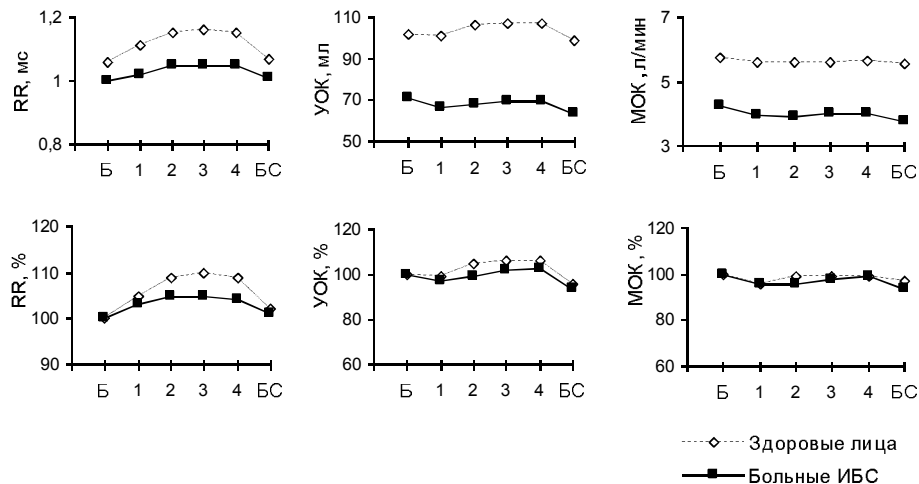 1,2
1
0,8
RR, мс
Б 1 2 3 4 БС
110
90
70
50
УОК, мл
Б 1 2 3 4 БС
7
5
3
МОК, л/мин
Б 1 2 3 4 БС
120
110
100
90
RR, %
Б 1 2 3 4 БС
120
100
80
60
УОК, %
Б 1 2 3 4 БС
120
100
80
60
МОК, %
Б 1 2 3 4 БС
Здоровые лица
Больные ИБС